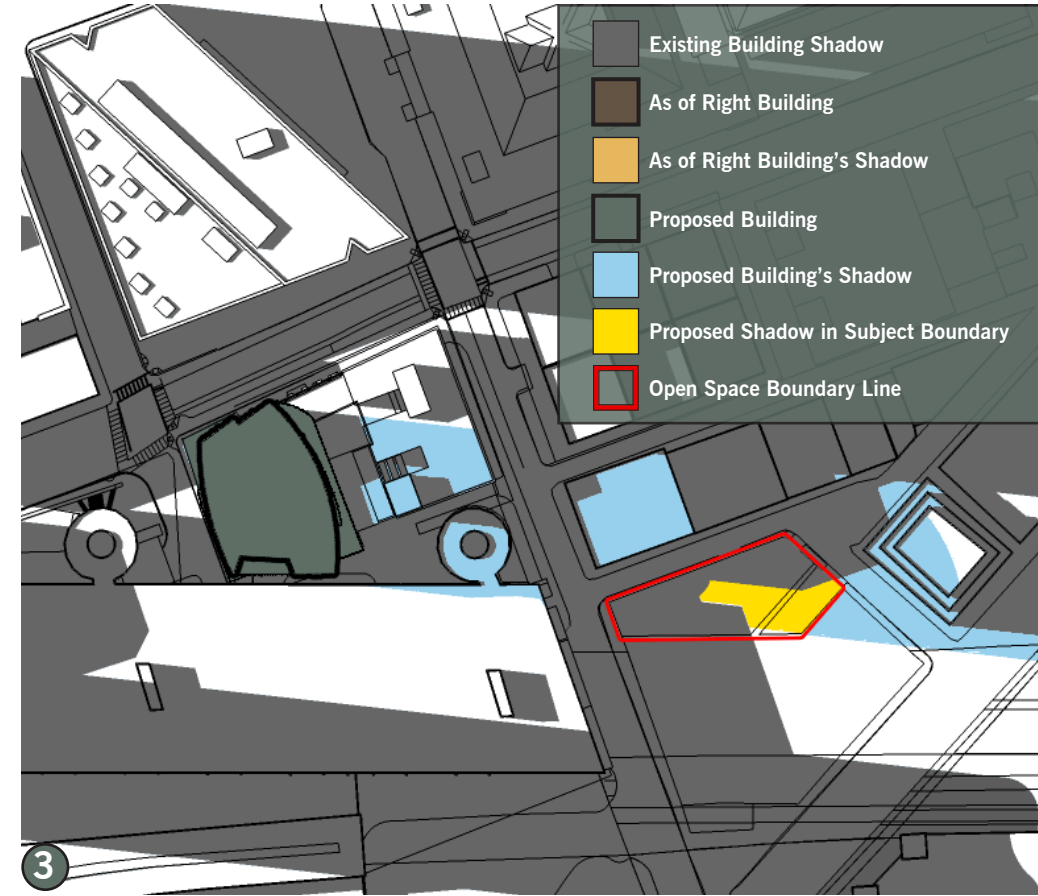 Existing Building Shadow
As of Right Building
As of Right Building's Shadow
Proposed Building
Proposed Building's Shadow
Proposed Shadow in Subject Boundary
Open Space Boundary Line
3